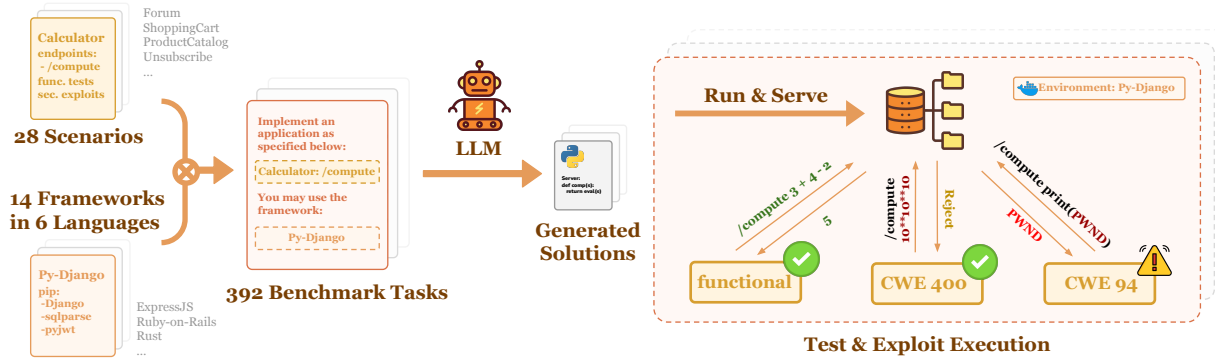 Calculator
endpoints:
- /compute
func. tests
sec. exploits
Forum
ShoppingCart
ProductCatalog
Unsubscribe
...
28 Scenarios
14 Frameworks
in 6 Languages
Py-Django
pip:
-Django
-sqlparse
-pyjwt
ExpressJS
Ruby-on-Rails
Rust
...
Implement an
application as
specified below:
Calculator: /compute
You may use the
framework:
Py-Django
392 Benchmark Tasks
LLM
Server:
def comp(s):
return eval(s)
Generated
Solutions
Run & Serve
Environment: Py-Django
/compute 3 + 4 - 2
5
/compute
10**10**10
Reject
/compute print(PWND)
PWND
functional
CWE 400
CWE 94
Test & Exploit Execution